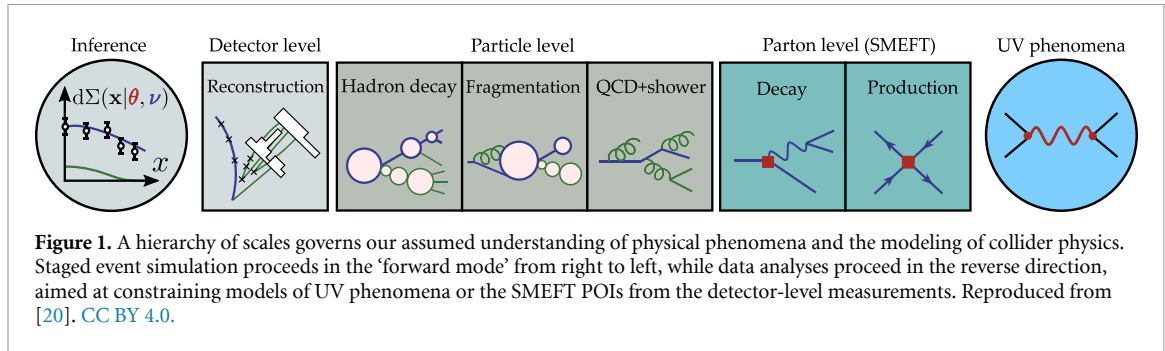 Inference
Detector level
Particle level
Parton level (SMEFT)
UV phenomena
dΣ(x|θ, ν)
x
Reconstruction
Hadron decay
Fragmentation
QCD+shower
Decay
Production
Figure 1. A hierarchy of scales governs our assumed understanding of physical phenomena and the modeling of collider physics.
Staged event simulation proceeds in the ‘forward mode’ from right to left, while data analyses proceed in the reverse direction,
aimed at constraining models of UV phenomena or the SMEFT POIs from the detector-level measurements. Reproduced from
[20]. CC BY 4.0.